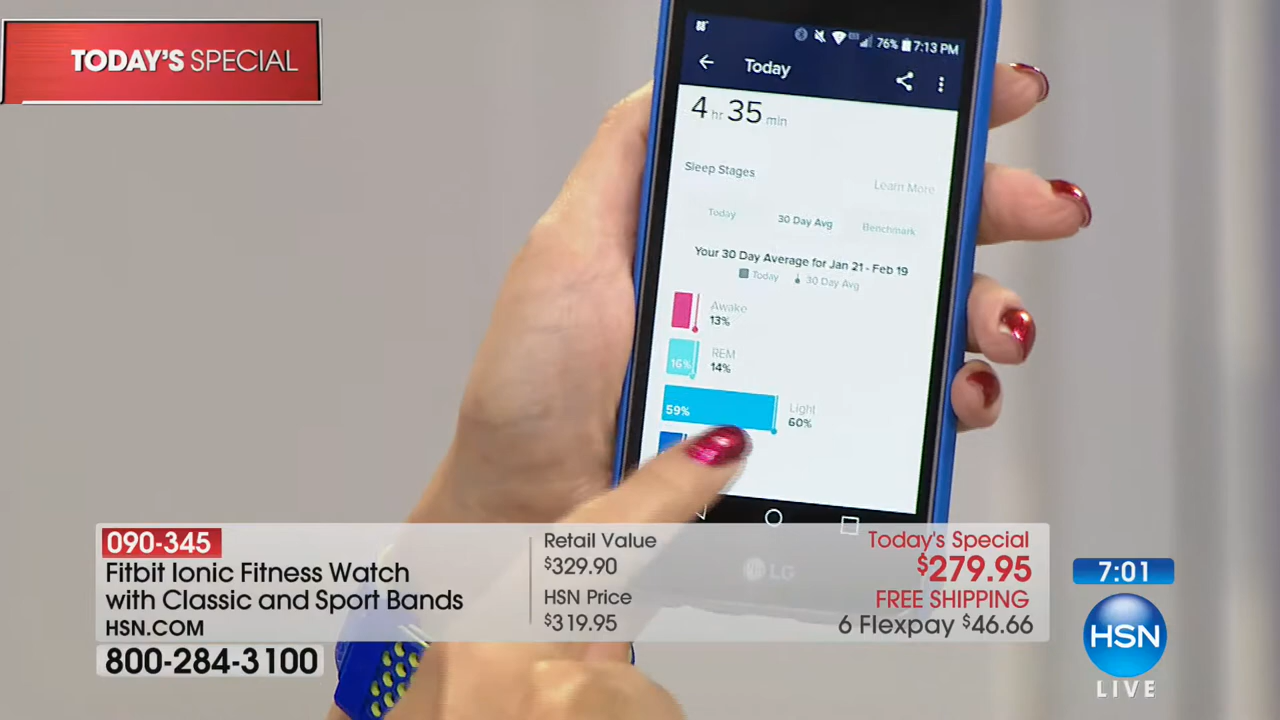 TODAY'S SPECIAL
76% 7:13 PM
Today
4 hr 35 min
Sleep Stages
Learn More
Today 30 Day Avg Benchmark
Your 30 Day Average for Jan 21 - Feb 19
Today 30 Day Avg
Awake
13%
REM
16% 14%
Light
59% 60%
LG
090-345
Fitbit Ionic Fitness Watch
with Classic and Sport Bands
HSN.COM
800-284-3100
Retail Value
$329.90
HSN Price
$319.95
Today's Special
$279.95
FREE SHIPPING
6 Flexpay $46.66
7:01
HSN
LIVE